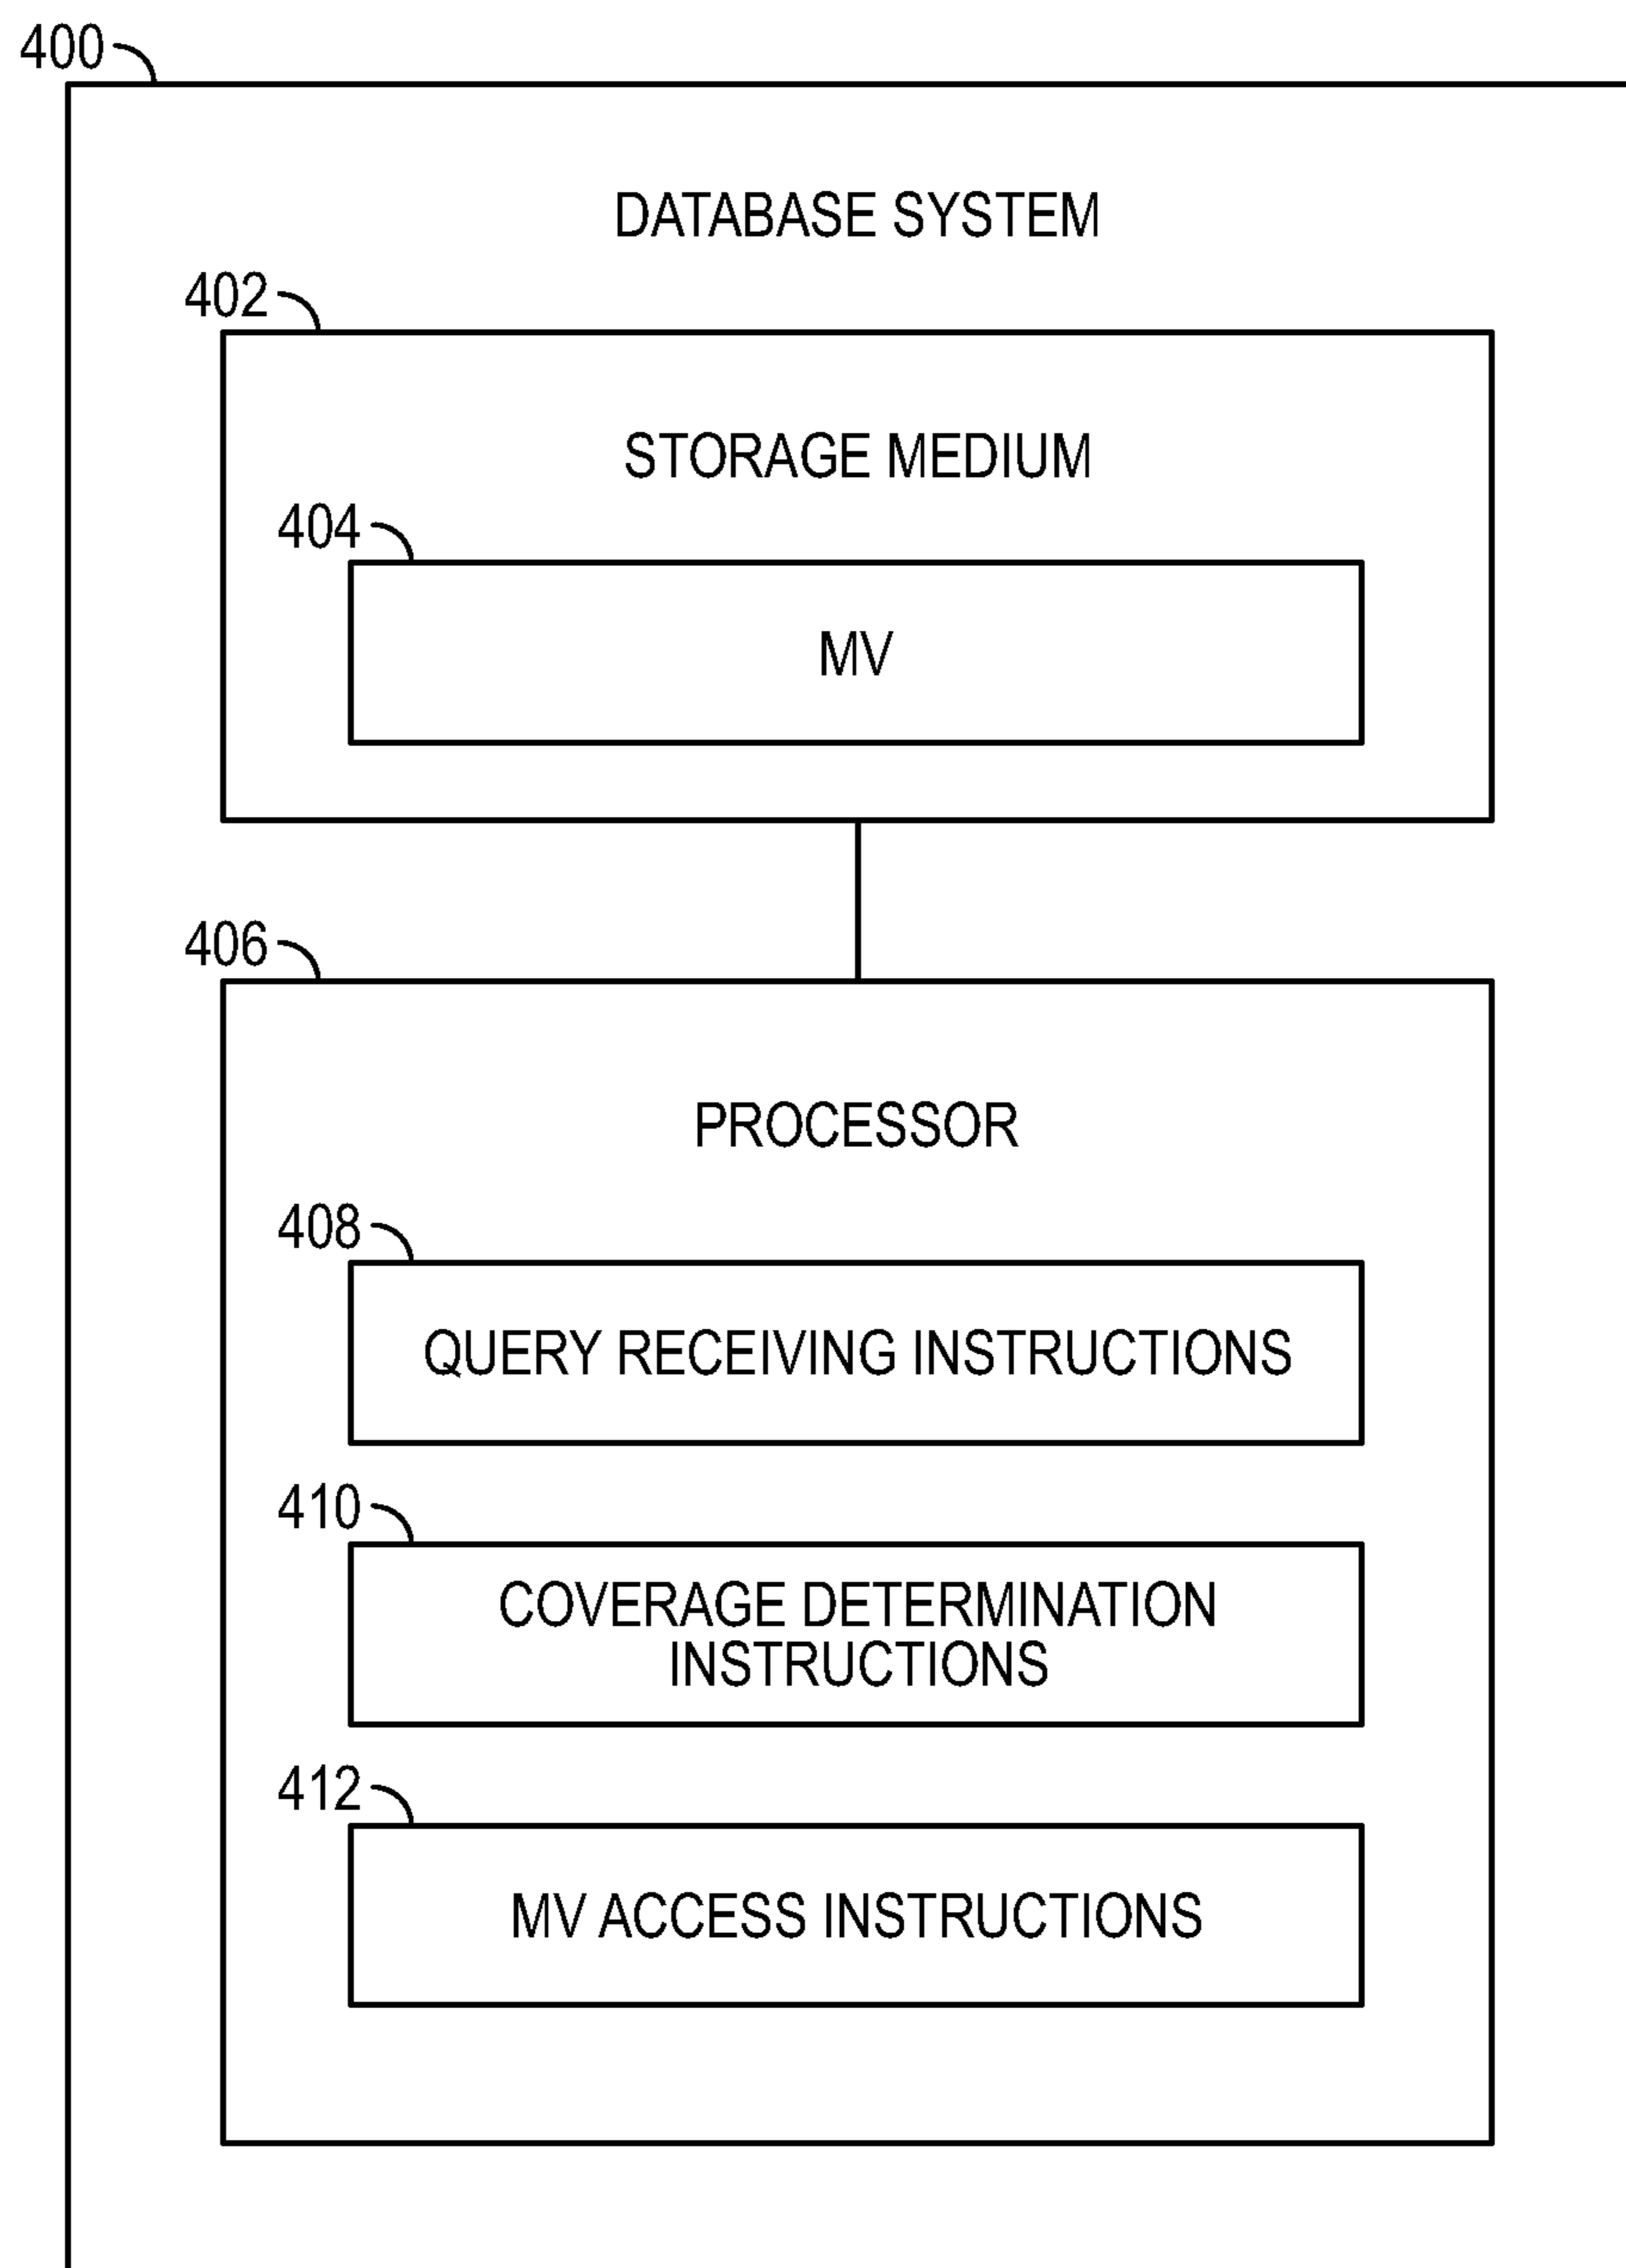 400
DATABASE SYSTEM
402
STORAGE MEDIUM
404
MV
406
PROCESSOR
408
QUERY RECEIVING INSTRUCTIONS
410
COVERAGE DETERMINATION
INSTRUCTIONS
412
MV ACCESS INSTRUCTIONS